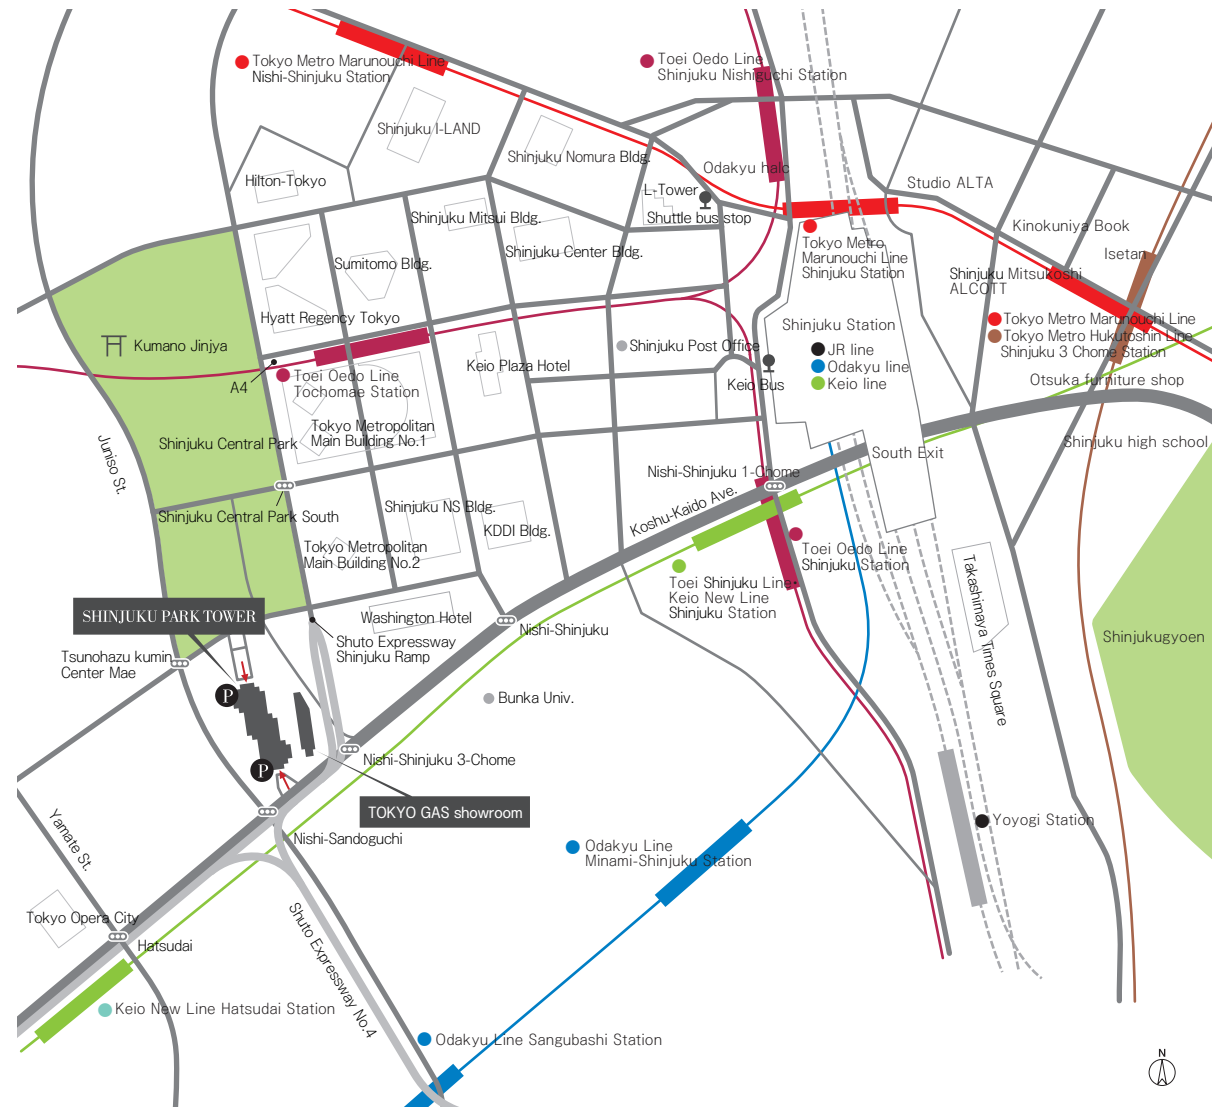 Tokyo Metro Marunouchi Line
Nishi-Shinjuku Station
Toei Oedo Line
Shinjuku Nishiguchi Station
Shinjuku I-LAND
Shinjuku Nomura Bldg.
Odakyu halc
Hilton-Tokyo
L-Tower
Shuttle bus stop
Studio ALTA
Kinokuniya Book
Isetan
Shinjuku Mitsui Bldg.
Shinjuku Center Bldg.
Sumitomo Bldg.
Tokyo Metro
Marunouchi Line
Shinjuku Station
Shinjuku Mitsukoshi
ALCOTT
Hyatt Regency Tokyo
Tokyo Metro Marunouchi Line
Tokyo Metro Hukutoshin Line
Shinjuku 3 Chome Station
Shinjuku Station
JR line
Odakyu line
Keio line
Kumano Jinjya
Shinjuku Post Office
Keio Plaza Hotel
Keio Bus
A4
Toei Oedo Line
Tochomae Station
Otsuka furniture shop
Tokyo Metropolitan
Main Building No.1
Shinjuku Central Park
Juniso St.
Shinjuku high school
South Exit
Nishi-Shinjuku 1-Chome
Koshu-Kaido Ave.
Shinjuku NS Bldg.
KDDI Bldg.
Shinjuku Central Park South
Tokyo Metropolitan
Main Building No.2
Toei Oedo Line
Shinjuku Station
Toei Shinjuku Line
Keio New Line
Shinjuku Station
Takashimaya Times Square
Shinjukugyoen
SHINJUKU PARK TOWER
Washington Hotel
Nishi-Shinjuku
Shuto Expressway
Shinjuku Ramp
Tsunohazu kumin
Center Mae
P
Bunka Univ.
Nishi-Shinjuku 3-Chome
P
TOKYO GAS showroom
Nishi-Sandoguchi
Yamate St.
Yoyogi Station
Odakyu Line
Minami-Shinjuku Station
Tokyo Opera City
Hatsudai
Shuto Expressway No.4
Keio New Line Hatsudai Station
Odakyu Line Sangubashi Station
N